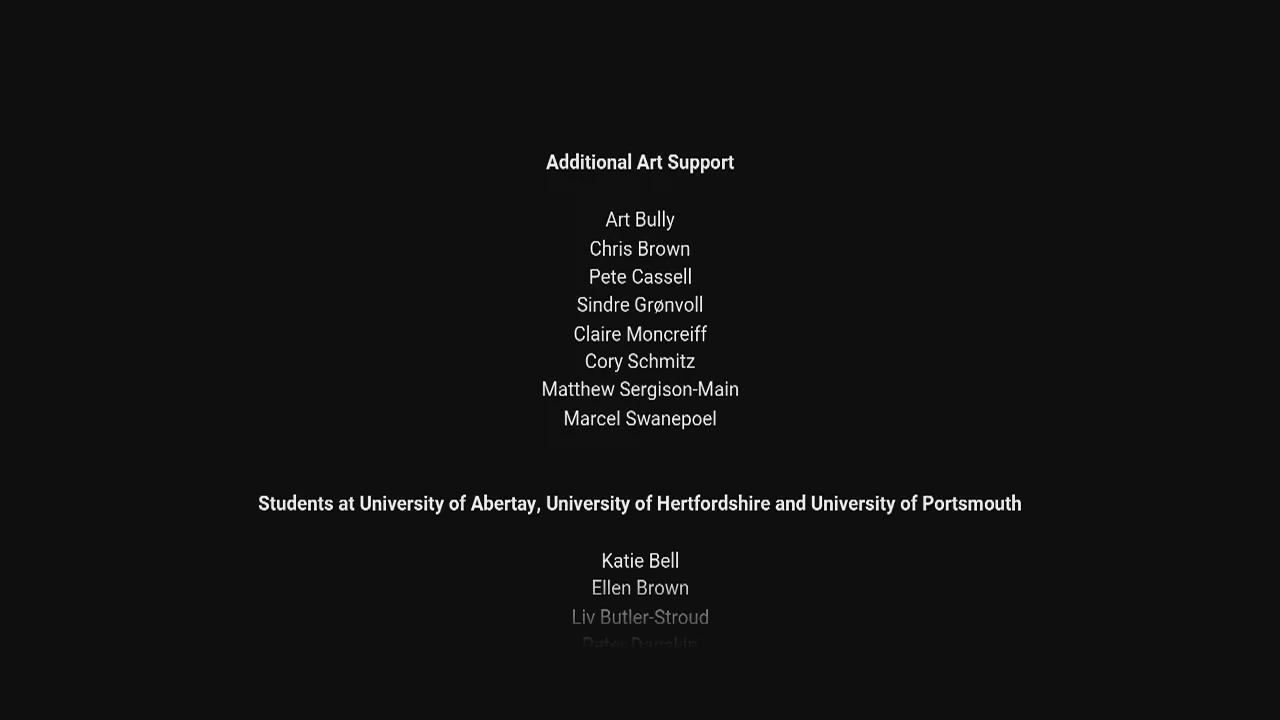 Additional Art Support
Art Bully
Chris Brown
Pete Cassell
Sindre Grønvoll
Claire Moncreiff
Cory Schmitz
Matthew Sergison-Main
Marcel Swanepoel
Students at University of Abertay, University of Hertfordshire and University of Portsmouth
Katie Bell
Ellen Brown
Liv Butler-Stroud
Peter